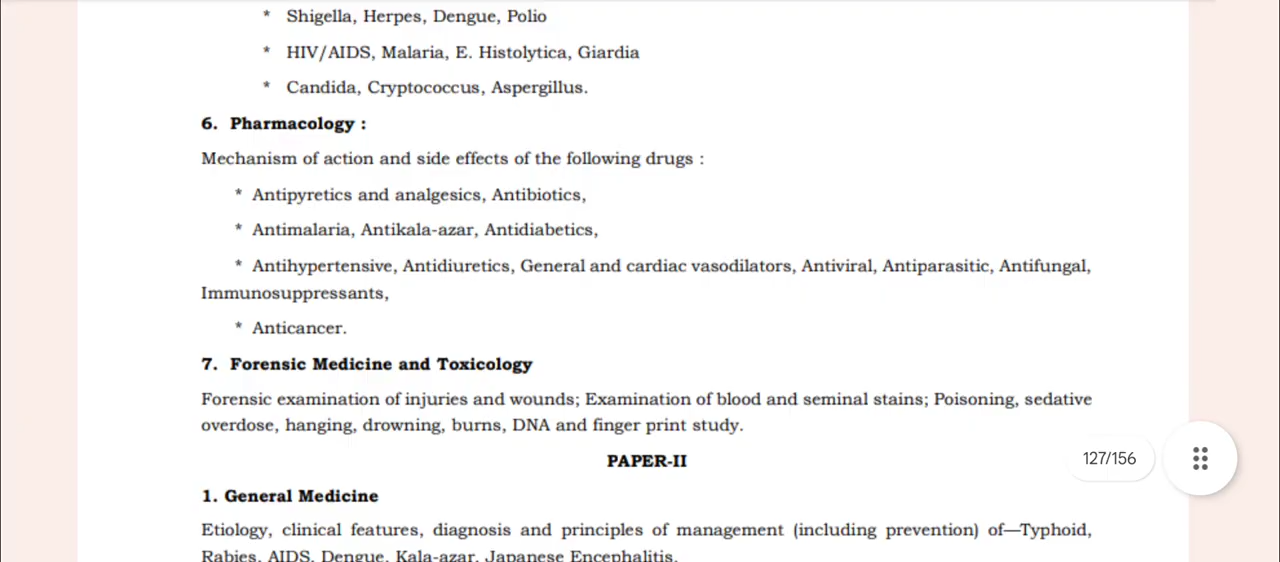 * Shigella, Herpes, Dengue, Polio
* HIV/AIDS, Malaria, E. Histolytica, Giardia
* Candida, Cryptococcus, Aspergillus.
6. Pharmacology :
Mechanism of action and side effects of the following drugs :
* Antipyretics and analgesics, Antibiotics,
* Antimalaria, Antikala-azar, Antidiabetics,
* Antihypertensive, Antidiuretics, General and cardiac vasodilators, Antiviral, Antiparasitic, Antifungal,
Immunosuppressants,
* Anticancer.
7. Forensic Medicine and Toxicology
Forensic examination of injuries and wounds; Examination of blood and seminal stains; Poisoning, sedative
overdose, hanging, drowning, burns, DNA and finger print study.
PAPER-II
127/156
1. General Medicine
Etiology, clinical features, diagnosis and principles of management (including prevention) of—Typhoid,
Rabies, AIDS, Dengue, Kala-azar, Japanese Encephalitis.